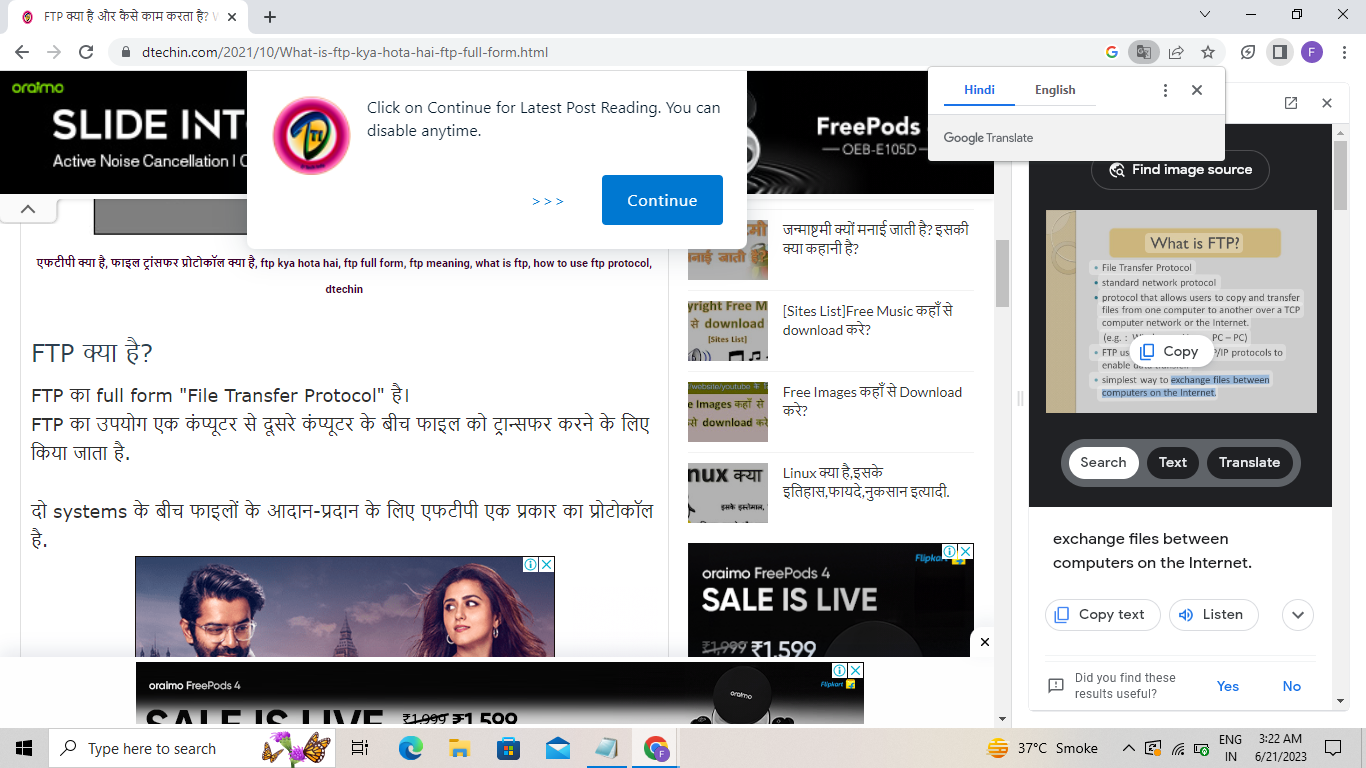 FTP क्या है और कैसे काम करता है?
dtechin.com/2021/10/What-is-ftp-kya-hota-hai-ftp-full-form.html
F
oraimo
SLIDE INT
Active Noise Cancellation
FreePods
OEB-E105D
Click on Continue for Latest Post Reading. You can
disable anytime.
>>>
Continue
Hindi
English
Google Translate
एफटीपी क्या है, फाइल ट्रांसफर प्रोटोकॉल क्या है, ftp kya hota hai, ftp full form, ftp meaning, what is ftp, how to use ftp protocol,
dtechin
FTP क्या है?
FTP का full form "File Transfer Protocol" है।
FTP का उपयोग एक कंप्यूटर से दूसरे कंप्यूटर के बीच फाइल को ट्रान्सफर करने के लिए
किया जाता है.
दो systems के बीच फाइलों के आदान-प्रदान के लिए एफटीपी एक प्रकार का प्रोटोकॉल
है.
जन्माष्टमी क्यों मनाई जाती है? इसकी
क्या कहानी है?
[Sites List]Free Music कहाँ से
download करे?
Free Images कहाँ से Download
करे?
Linux क्या है,इसके
इतिहास,फायदे,नुकसान इत्यादी.
Flipkart
oraimo FreePods 4
SALE IS LIVE
₹1,999 ₹1,599
oraimo FreePods 4
SALE IS LIVE
₹1,999 ₹1,599
oraimo
Flipkart
Find image source
What is FTP?
• File Transfer Protocol
• standard network protocol
• protocol that allows users to copy and transfer
files from one computer to another over a TCP
computer network or the Internet.
(e.g. : PC – PC)
• FTP /IP protocols to
enable data
• simplest way to exchange files between
computers on the Internet.
Copy
Search
Text
Translate
exchange files between
computers on the Internet.
Copy text
Listen
Did you find these
results useful?
Yes
No
Type here to search
37°C Smoke
ENG
IN
3:22 AM
6/21/2023